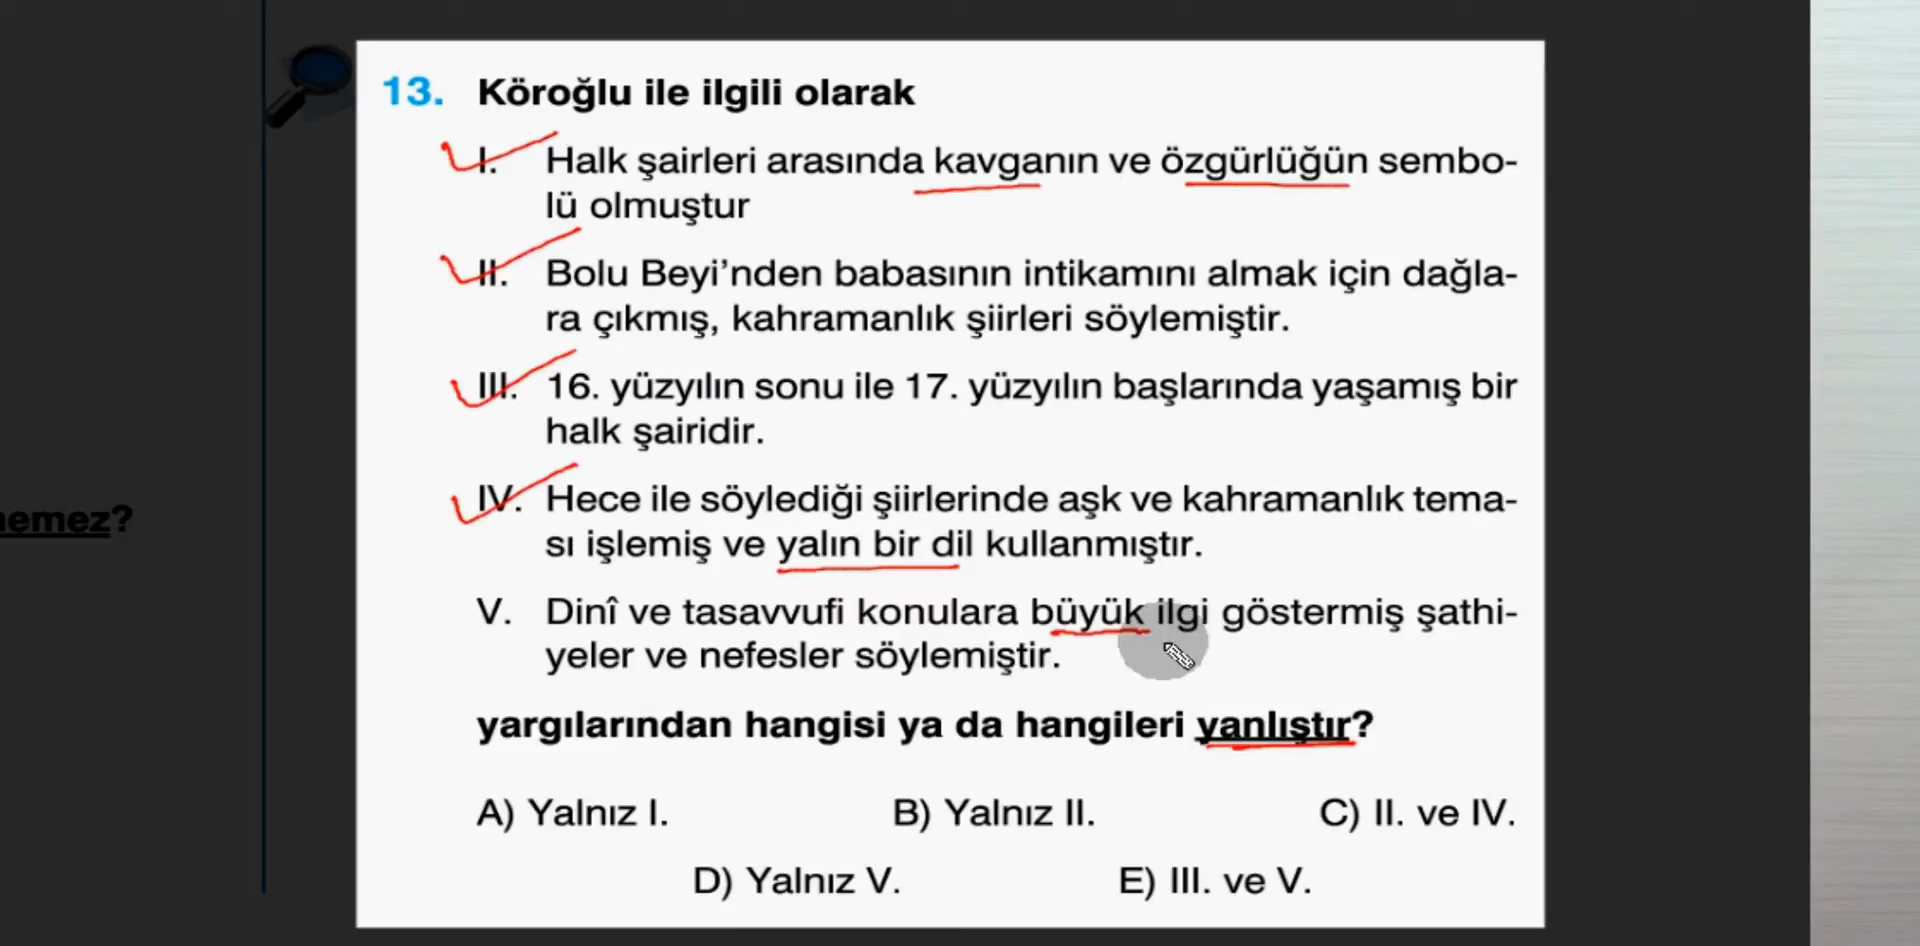 13. Köroğlu ile ilgili olarak
I. Halk şairleri arasında kavganın ve özgürlüğün sembo-
lü olmuştur
II. Bolu Beyi'nden babasının intikamını almak için dağla-
ra çıkmış, kahramanlık şiirleri söylemiştir.
III. 16. yüzyılın sonu ile 17. yüzyılın başlarında yaşamış bir
halk şairidir.
IV. Hece ile söylediği şiirlerinde aşk ve kahramanlık tema-
sı işlemiş ve yalın bir dil kullanmıştır.
V. Dinî ve tasavvufi konulara büyük ilgi göstermiş şathi-
yeler ve nefesler söylemiştir.
yargılarından hangisi ya da hangileri yanlıştır?
A) Yalnız I. B) Yalnız II. C) II. ve IV.
D) Yalnız V. E) III. ve V.